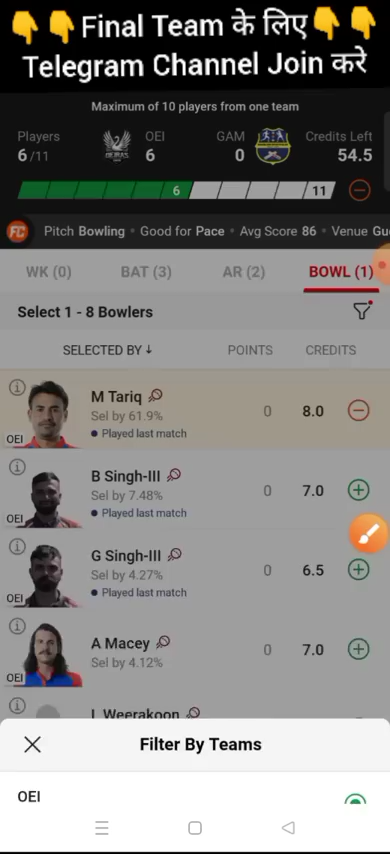 👇👇Final Team के लिए👇👇
Telegram Channel Join करे
Maximum of 10 players from one team
Players OEI GAM Credits Left
6/11 6 0 54.5
6 11
FC Pitch Bowling • Good for Pace • Avg Score 86 • Venue Gu
WK (0) BAT (3) AR (2) BOWL (1)
Select 1 - 8 Bowlers
SELECTED BY ↓ POINTS CREDITS
M Tariq
Sel by 61.9% 0 8.0
• Played last match
OEI
B Singh-III
Sel by 7.48% 0 7.0
• Played last match
OEI
G Singh-III
Sel by 4.27% 0 6.5
• Played last match
OEI
A Macey
Sel by 4.12% 0 7.0
OEI
Weerakoon
Filter By Teams
OEI